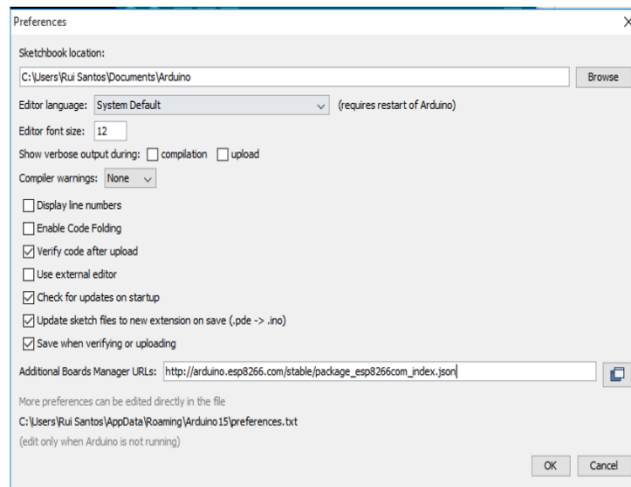 Preferences
Sketchbook location:
C:\Users\Rui Santos\Documents\Arduino Browse
Editor language: System Default (requires restart of Arduino)
Editor font size: 12
Show verbose output during: compilation upload
Compiler warnings: None
Display line numbers
Enable Code Folding
Verify code after upload
Use external editor
Check for updates on startup
Update sketch files to new extension on save (.pde -> .ino)
Save when verifying or uploading
Additional Boards Manager URLs: http://arduino.esp8266.com/stable/package_esp8266com_index.json
More preferences can be edited directly in the file
C:\Users\Rui Santos\AppData\Roaming\Arduino15\preferences.txt
(edit only when Arduino is not running)
OK Cancel